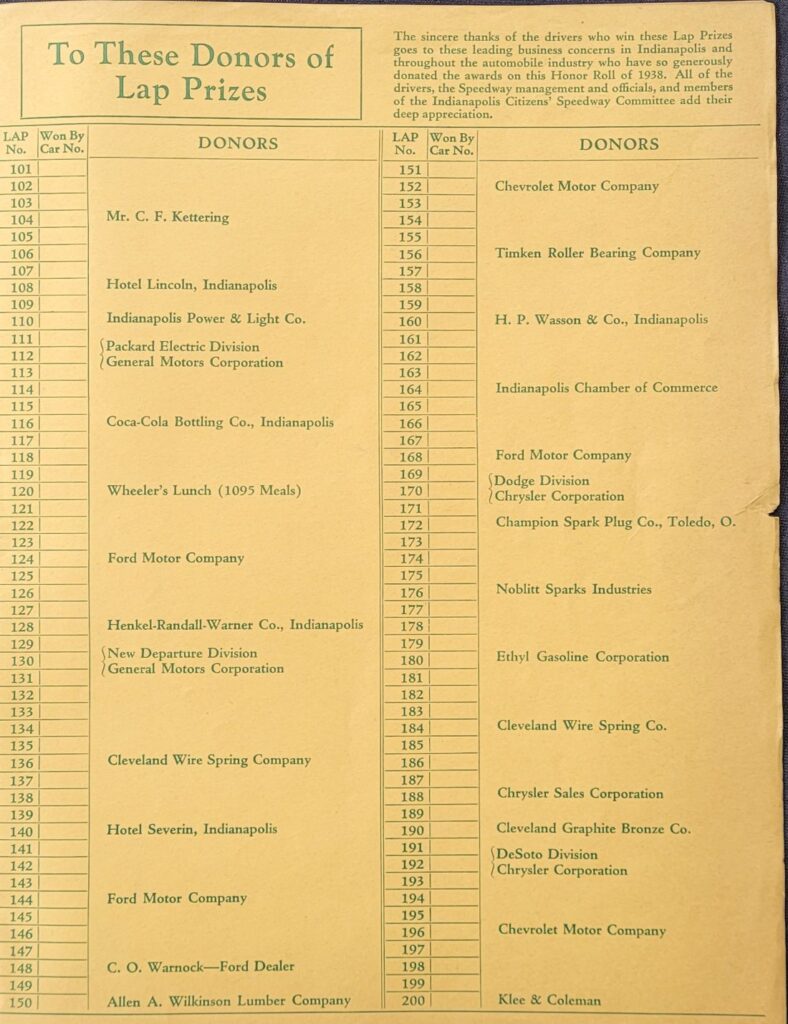 To These Donors of
Lap Prizes
The sincere thanks of the drivers who win these Lap Prizes
goes to these leading business concerns in Indianapolis and
throughout the automobile industry who have so generously
donated the awards on this Honor Roll of 1938. All of the
drivers, the Speedway management and officials, and members
of the Indianapolis Citizens' Speedway Committee add their
deep appreciation.
LAP No. Won By Car No. DONORS
101
102
103
104 Mr. C. F. Kettering
105
106
107
108 Hotel Lincoln, Indianapolis
109
110 Indianapolis Power & Light Co.
111
Packard Electric Division
112 General Motors Corporation
113
114
115
116 Coca-Cola Bottling Co., Indianapolis
117
118
119
120 Wheeler's Lunch (1095 Meals)
121
122
123
124 Ford Motor Company
125
126
127
128 Henkel-Randall-Warner Co., Indianapolis
129
New Departure Division
130 General Motors Corporation
131
132
133
134
135
136 Cleveland Wire Spring Company
137
138
139
140 Hotel Severin, Indianapolis
141
142
143
144 Ford Motor Company
145
146
147
148 C. O. Warnock—Ford Dealer
149
150 Allen A. Wilkinson Lumber Company
LAP No. Won By Car No. DONORS
151
152 Chevrolet Motor Company
153
154
155
156 Timken Roller Bearing Company
157
158
159
160 H. P. Wasson & Co., Indianapolis
161
162
163
164 Indianapolis Chamber of Commerce
165
166
167
168 Ford Motor Company
169
Dodge Division
170 Chrysler Corporation
171
172 Champion Spark Plug Co., Toledo, O.
173
174
175
176 Noblitt Sparks Industries
177
178
179
180 Ethyl Gasoline Corporation
181
182
183
184 Cleveland Wire Spring Co.
185
186
187
188 Chrysler Sales Corporation
189
190 Cleveland Graphite Bronze Co.
191
DeSoto Division
192 Chrysler Corporation
193
194
195
196 Chevrolet Motor Company
197
198
199
200 Klee & Coleman